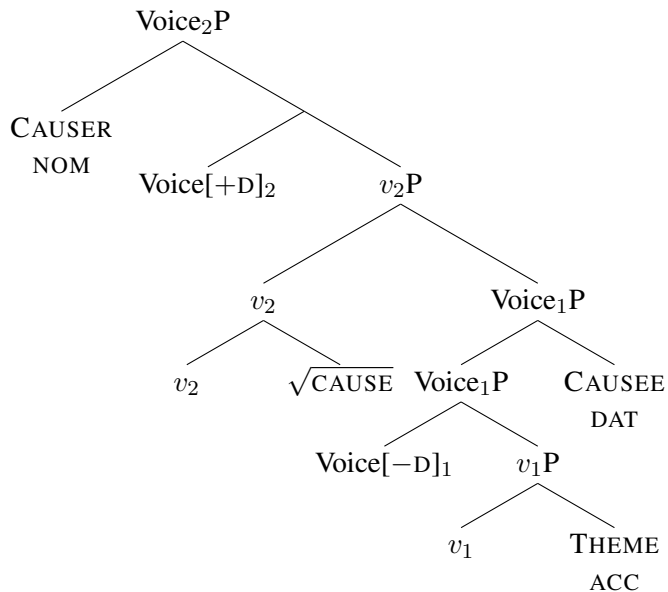 Voice₂P
CAUSER
NOM
Voice[+D]₂ v₂P
v₂ Voice₁P
v₂ √CAUSE Voice₁P CAUSEE
DAT
Voice[−D]₁ v₁P
v₁ THEME
ACC